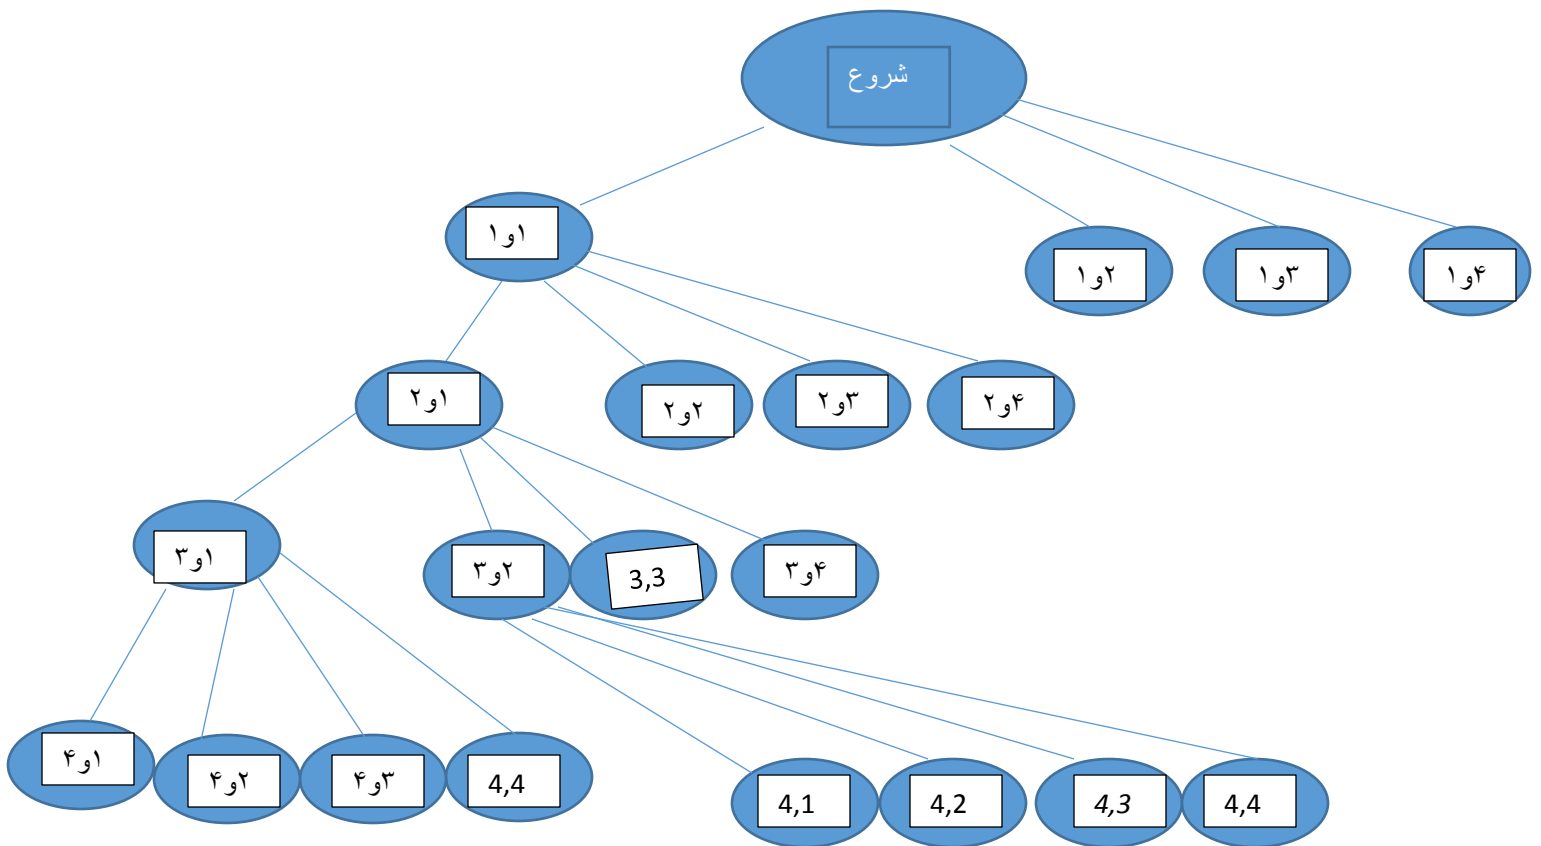 شروع
۱و۱
۲و۱
۳و۱
۴و۱
۱و۲
۲و۲
۳و۲
۴و۲
۱و۳
۲و۳
3,3
۴و۳
۱و۴
۲و۴
۳و۴
4,4
4,1
4,2
4,3
4,4